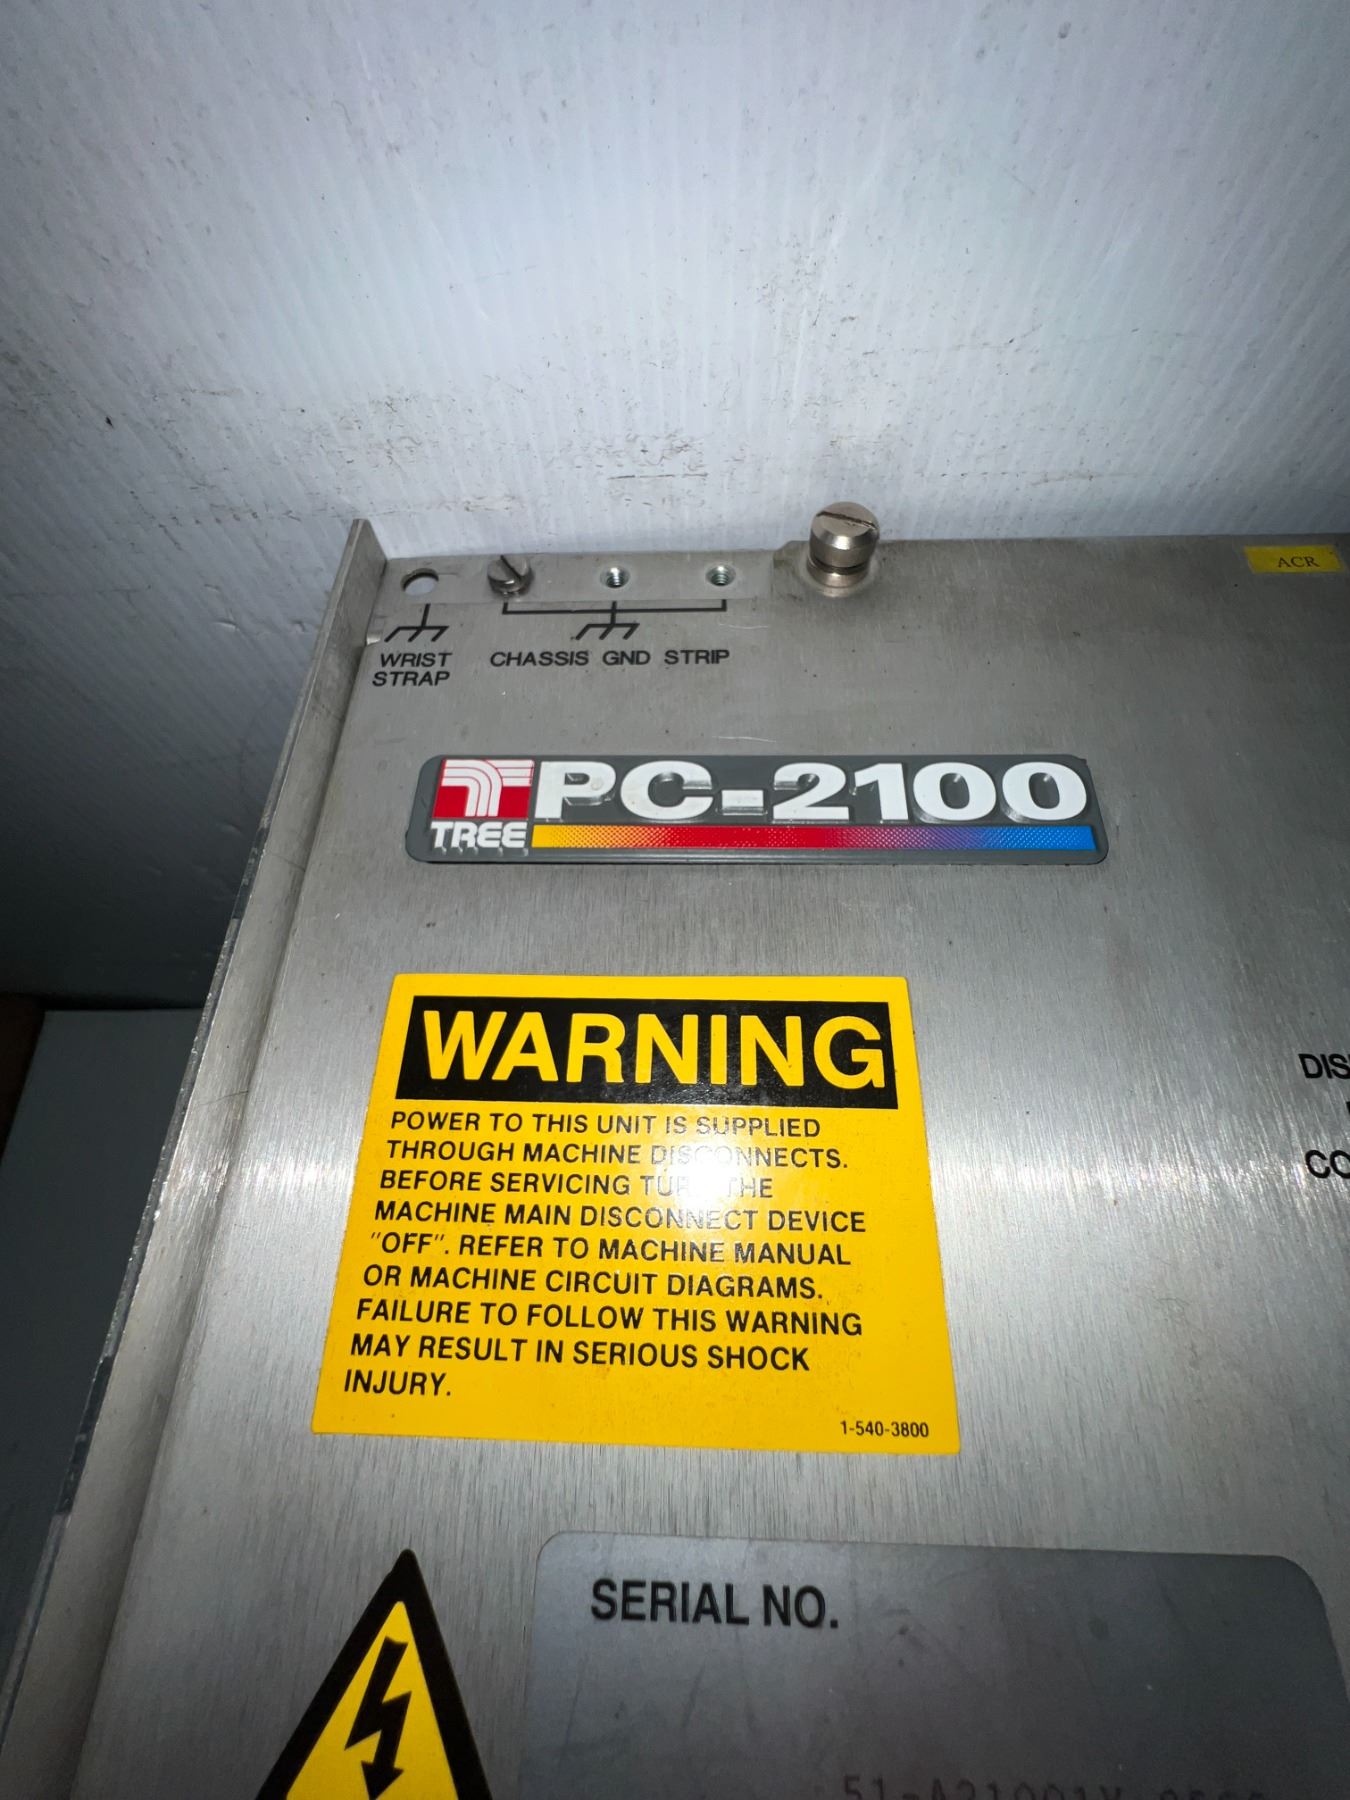 ACR
WRIST
STRAP
CHASSIS GND STRIP
TREE
PC-2100
WARNING
POWER TO THIS UNIT IS SUPPLIED
THROUGH MACHINE DISCONNECTS.
BEFORE SERVICING TURN THE
MACHINE MAIN DISCONNECT DEVICE
"OFF". REFER TO MACHINE MANUAL
OR MACHINE CIRCUIT DIAGRAMS.
FAILURE TO FOLLOW THIS WARNING
MAY RESULT IN SERIOUS SHOCK
INJURY.
1-540-3800
SERIAL NO.